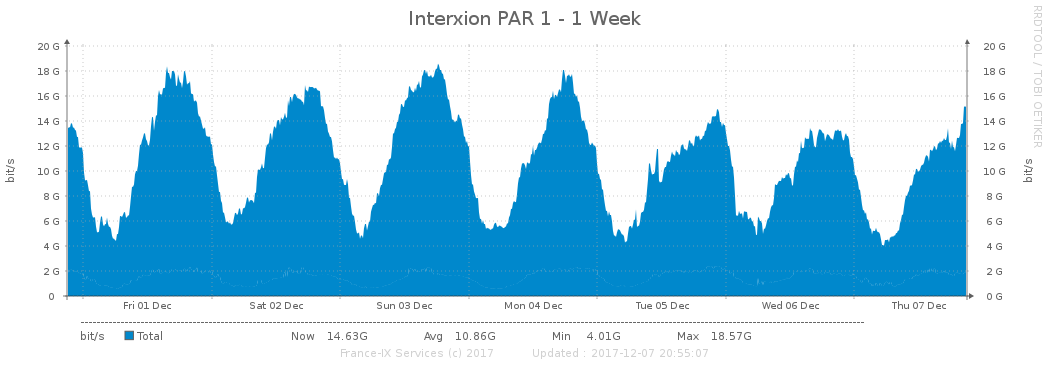 Interxion PAR 1 - 1 Week
RRDTOOL / TOBI OETIKER
20 G 20 G
18 G 18 G
16 G 16 G
14 G 14 G
12 G 12 G
10 G 10 G
8 G 8 G
6 G 6 G
4 G 4 G
2 G 2 G
0 0 G
bit/s
bit/s
Fri 01 Dec Sat 02 Dec Sun 03 Dec Mon 04 Dec Tue 05 Dec Wed 06 Dec Thu 07 Dec
bit/s Total Now 14.63G Avg 10.86G Min 4.01G Max 18.57G
France-IX Services (c) 2017 Updated : 2017-12-07 20:55:07